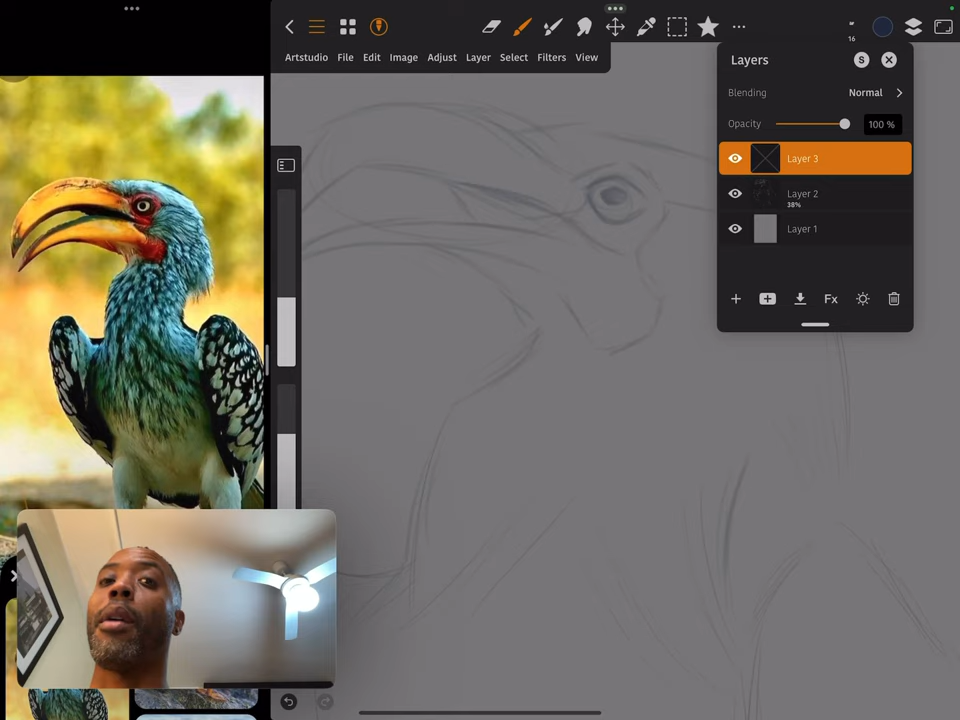 16
Artstudio File Edit Image Adjust Layer Select Filters View
Layers S
Blending Normal
Opacity 100 %
Layer 3
Layer 2
38%
Layer 1
Fx